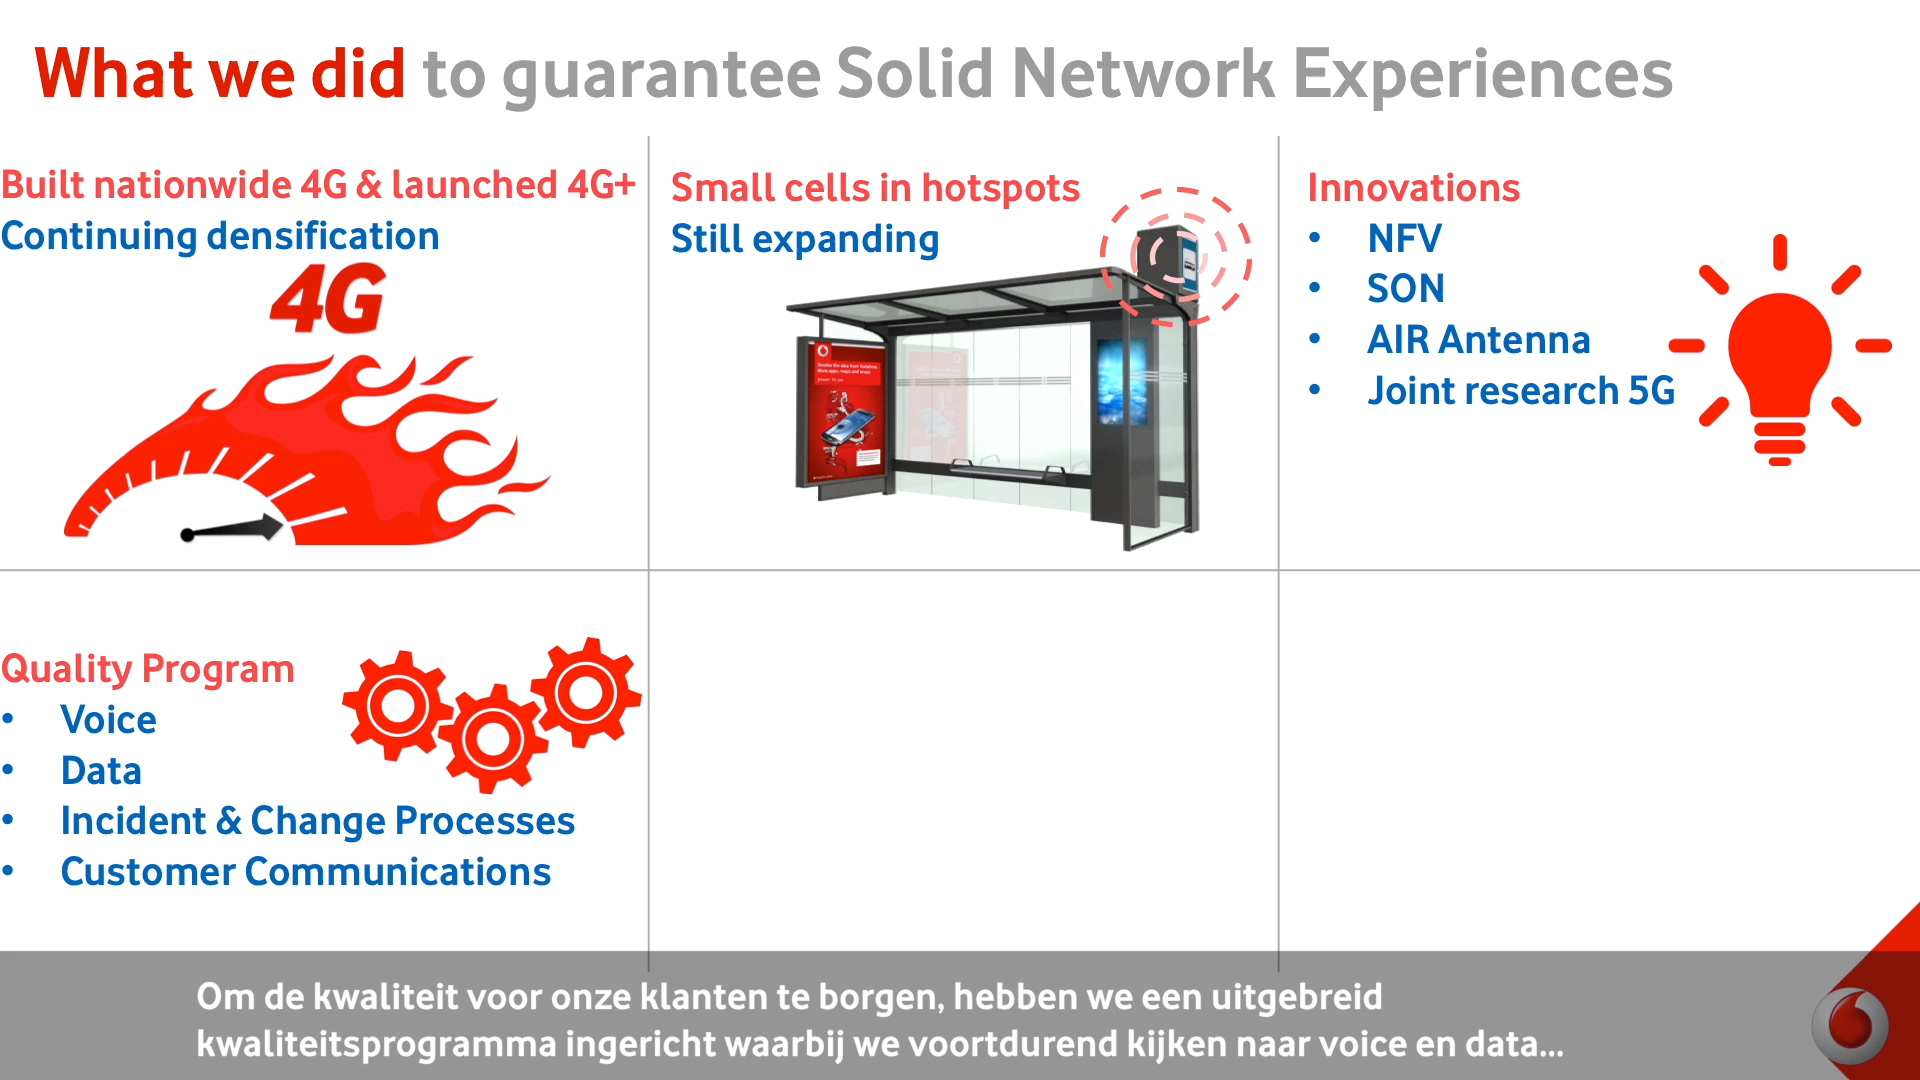 What we did to guarantee Solid Network Experiences
Built nationwide 4G & launched 4G+
Continuing densification
4G
Small cells in hotspots
Still expanding
Innovations
• NFV
• SON
• AIR Antenna
• Joint research 5G
Quality Program
• Voice
• Data
• Incident & Change Processes
• Customer Communications
Om de kwaliteit voor onze klanten te borgen, hebben we een uitgebreid
kwaliteitsprogramma ingericht waarbij we voortdurend kijken naar voice en data...